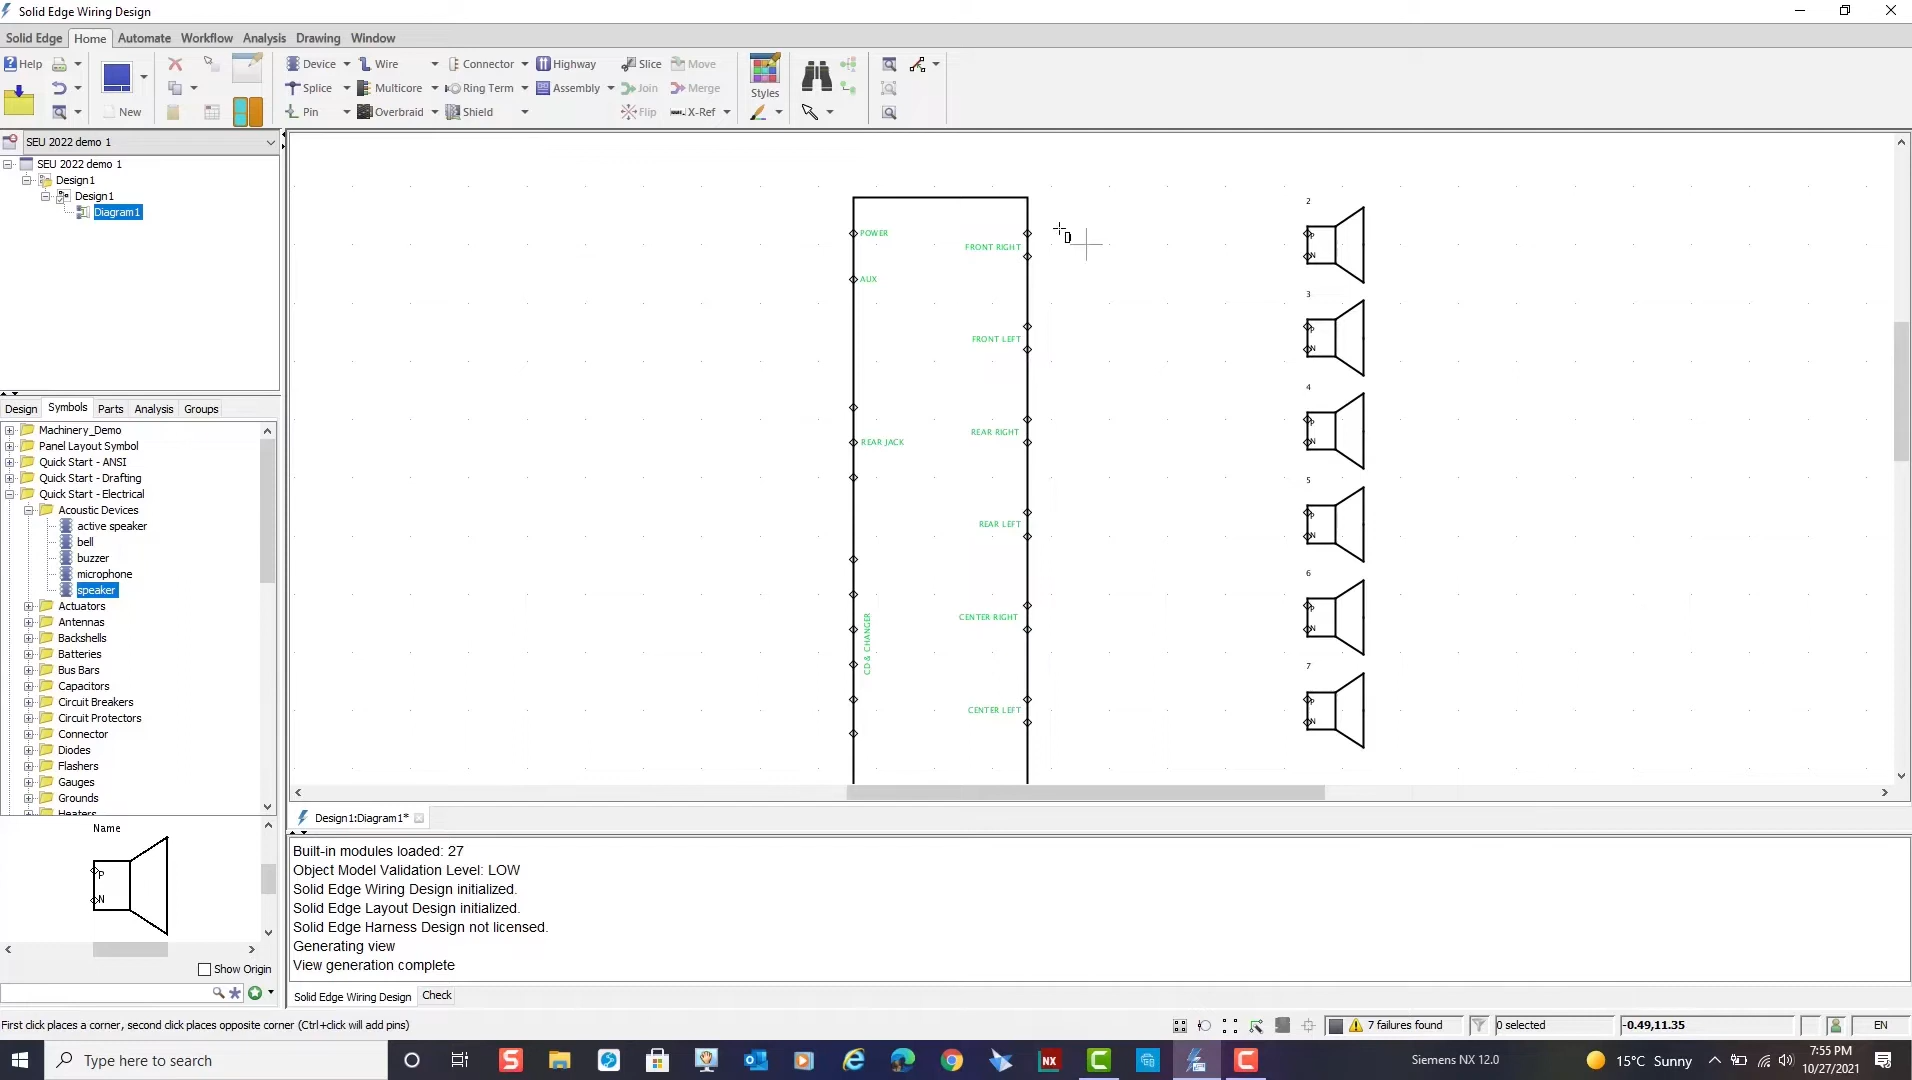 Solid Edge Wiring Design
Solid Edge Home Automate Workflow Analysis Drawing Window
Help
New
Device Wire Connector Highway Slice Move
Splice Multicore Ring Term Assembly Join Merge
Pin Overbraid Shield Flip X-Ref
Styles
SEU 2022 demo 1
SEU 2022 demo 1
Design1
Design1
Diagram1
Design Symbols Parts Analysis Groups
Machinery_Demo
Panel Layout Symbol
Quick Start - ANSI
Quick Start - Drafting
Quick Start - Electrical
Acoustic Devices
active speaker
bell
buzzer
microphone
speaker
Actuators
Antennas
Backshells
Batteries
Bus Bars
Capacitors
Circuit Breakers
Circuit Protectors
Connector
Diodes
Flashers
Gauges
Grounds
Heaters
Name
P
N
Show Origin
POWER
AUX
REAR JACK
CD & CHANGER
FRONT RIGHT
FRONT LEFT
REAR RIGHT
REAR LEFT
CENTER RIGHT
CENTER LEFT
2
P
N
3
P
N
4
P
N
5
P
N
6
P
N
7
P
N
Design1:Diagram1*
Built-in modules loaded: 27
Object Model Validation Level: LOW
Solid Edge Wiring Design initialized.
Solid Edge Layout Design initialized.
Solid Edge Harness Design not licensed.
Generating view
View generation complete
Solid Edge Wiring Design Check
First click places a corner, second click places opposite corner (Ctrl+click will add pins)
7 failures found
0 selected
-0.49,11.35
EN
Type here to search
NX
Siemens NX 12.0
15°C Sunny
7:55 PM
10/27/2021